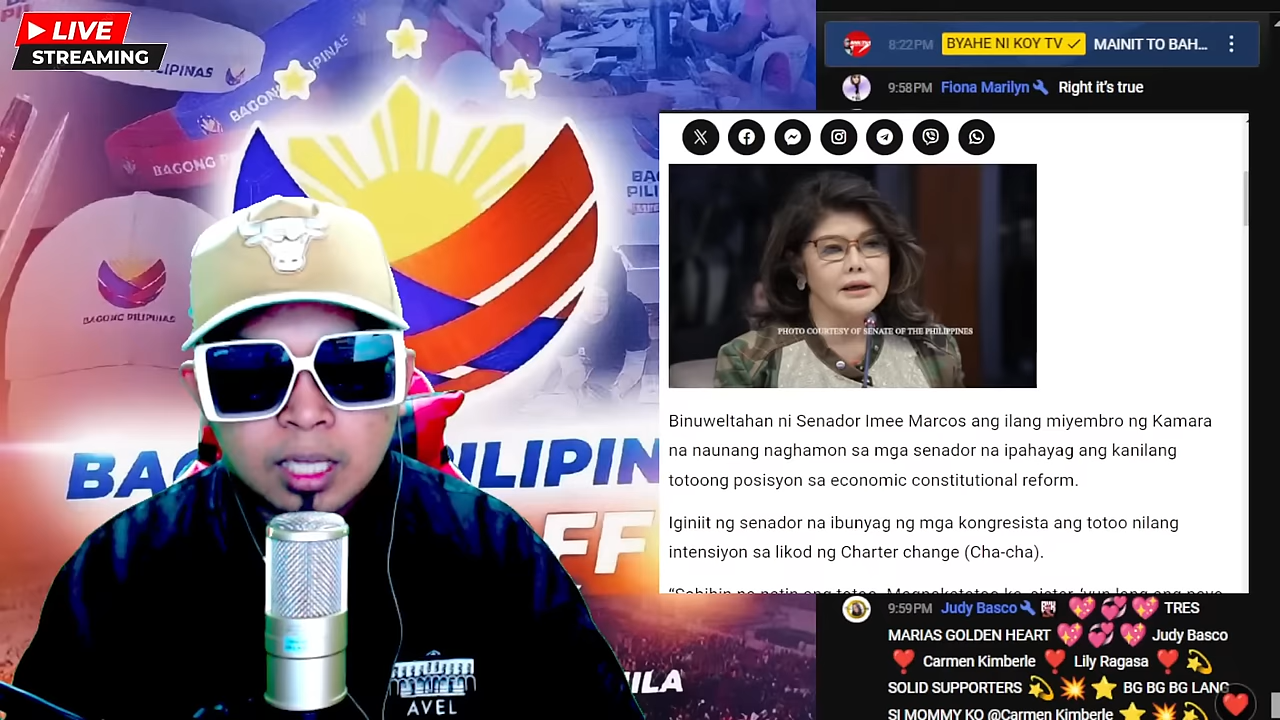 LIVE
STREAMING
PILIPINAS
BAGONG PILIPINAS
BAGONG
BAGONG PILIPINAS
8:22PM BYAHE NI KOY TV MAINIT TO BAH...
9:58PM Fiona Marilyn Right it's true
PHOTO COURTESY OF SENATE OF THE PHILIPPINES
Binuweltahan ni Senador Imee Marcos ang ilang miyembro ng Kamara
na naunang naghamon sa mga senador na ipahayag ang kanilang
totoong posisyon sa economic constitutional reform.
Iginiit ng senador na ibunyag ng mga kongresista ang totoo nilang
intensiyon sa likod ng Charter change (Cha-cha).
9:59PM Judy Basco TRES
MARIAS GOLDEN HEART Judy Basco
Carmen Kimberle Lily Ragasa
SOLID SUPPORTERS BG BG BG LANG
SI MOMMY KO @Carmen Kimberle
AVEL